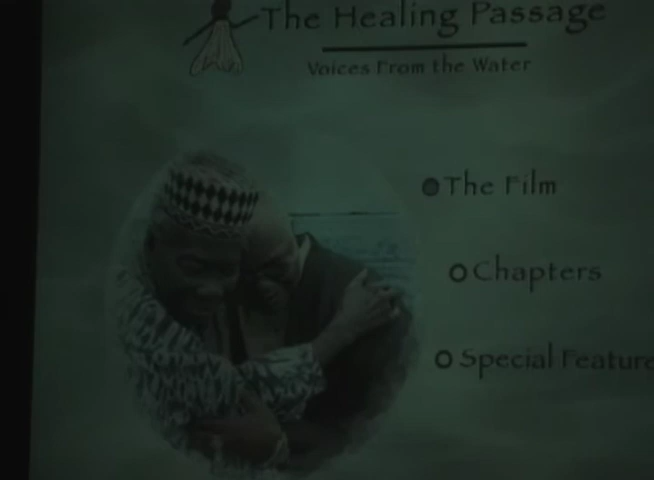 The Healing Passage
Voices From the Water
The Film
Chapters
Special Feature